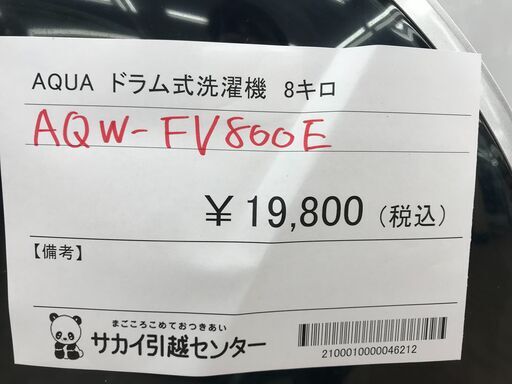 AQUA ドラム式洗濯機 8キロ
AQW-FV800E
￥19,800（税込）
【備考】
まごころこめておつきあい
サカイ引越センター
2100010000046212